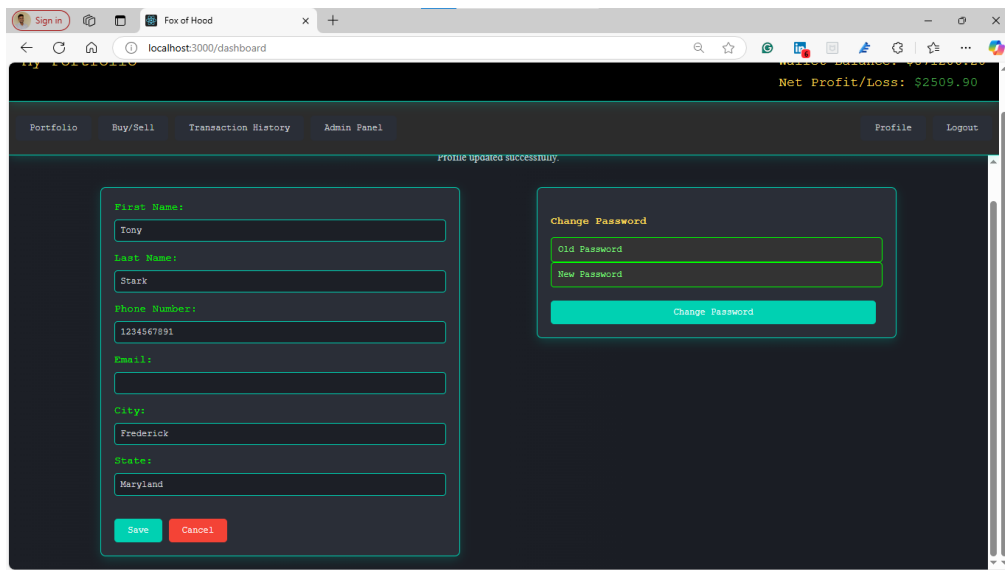 Sign in
Fox of Hood
localhost:3000/dashboard
My Portfolio
Wallet Balance:
Net Profit/Loss: $2509.90
Portfolio Buy/Sell Transaction History Admin Panel Profile Logout
Profile updated successfully.
First Name:
Tony
Last Name:
Stark
Phone Number:
1234567891
Email:
City:
Frederick
State:
Maryland
Save Cancel
Change Password
Old Password
New Password
Change Password